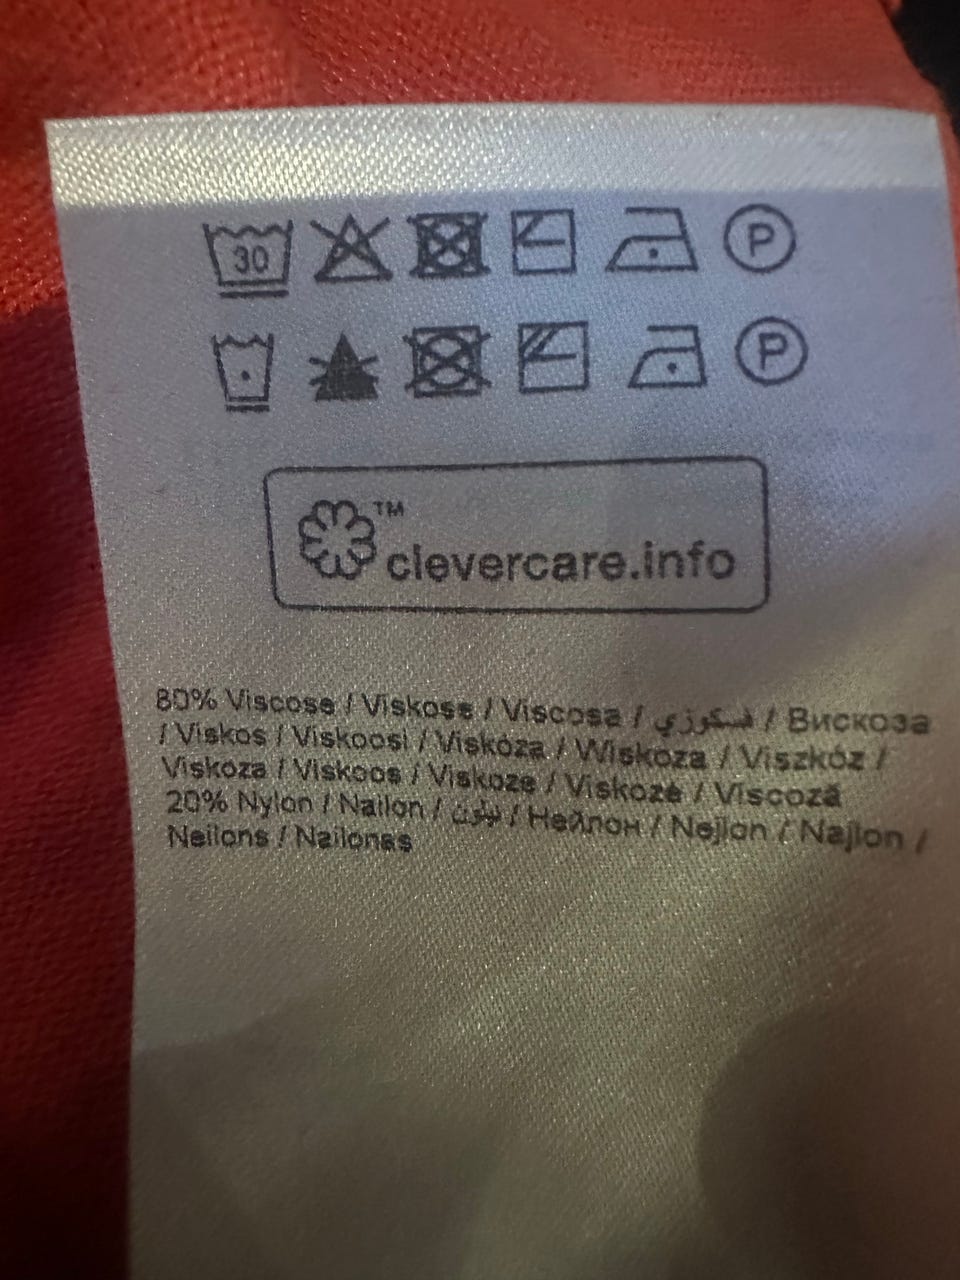 30 P
P
™
clevercare.info
80% Viscose / Viskose / Viscosa / فسكوزي / Вискоза
/ Viskos / Viskoosi / Viskóza / Wiskoza / Viszkóz /
Viskoza / Viskoos / Viskoze / Viskozė / Viscoză
20% Nylon / Nailon / نيلون / Нейлон / Nejlon / Najlon /
Neilons / Nailonas